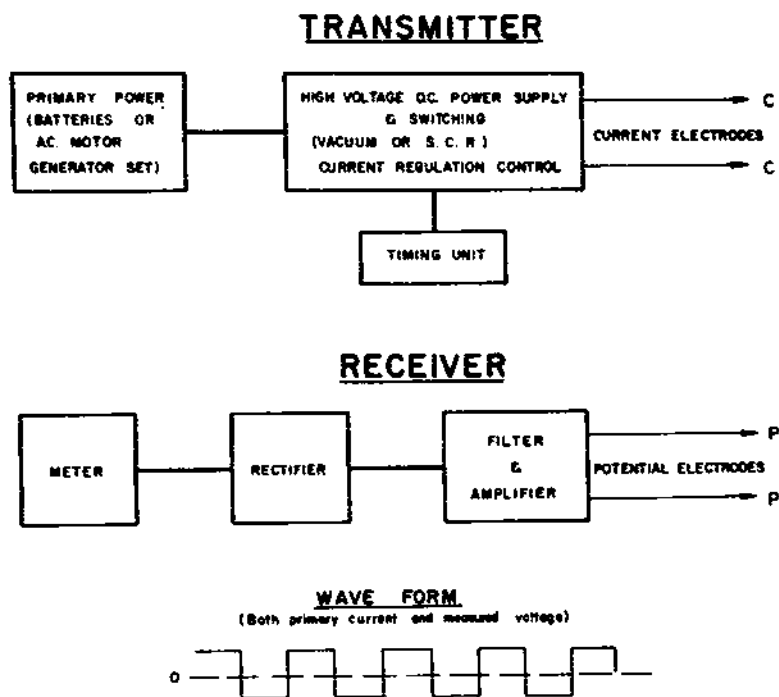 TRANSMITTER
PRIMARY POWER
(BATTERIES OR
A.C. MOTOR
GENERATOR SET)
HIGH VOLTAGE D.C. POWER SUPPLY
& SWITCHING
(VACUUM OR S.C.R)
CURRENT REGULATION CONTROL
C
CURRENT ELECTRODES
C
TIMING UNIT
RECEIVER
METER
RECTIFIER
FILTER
&
AMPLIFIER
P
POTENTIAL ELECTRODES
P
WAVE FORM
(Both primary current and measured voltage)
0